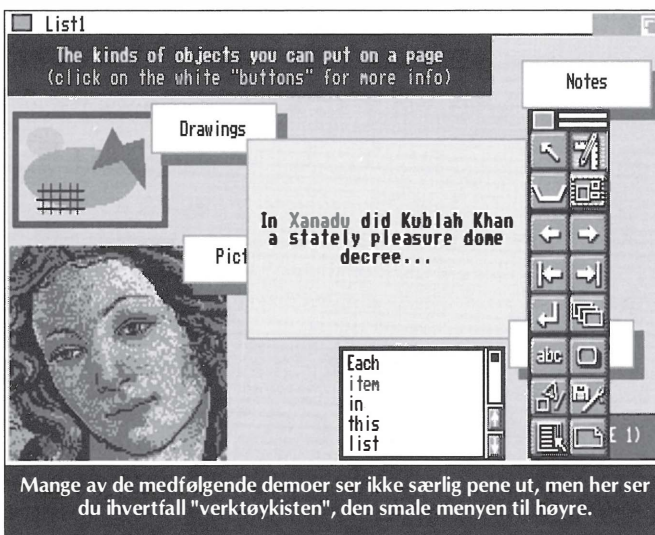 List1
The kinds of objects you can put on a page
(click on the white "buttons" for more info)
Notes
Drawings
In Xanadu did Kublah Khan
a stately pleasure dome
decree...
Pict
Each
item
in
this
list
abc
E 1)
Mange av de medfølgende demoer ser ikke særlig pene ut, men her ser
du ihvertfall "verktøykisten", den smale menyen til høyre.